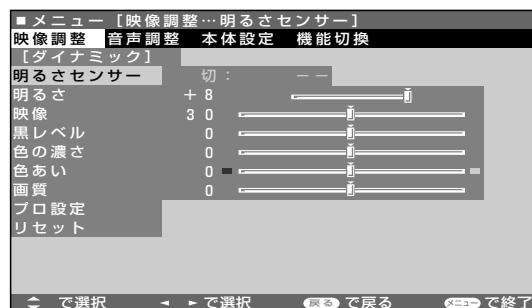 ■メニュー [映像調整…明るさセンサー]
映像調整 音声調整 本体設定 機能切換
[ダイナミック]
明るさセンサー 切: ーー
明るさ +8
映像 30
黒レベル 0
色の濃さ 0
色あい 0
画質 0
プロ設定
リセット
で選択 ◄ ► で選択 戻る で戻る メニュー で終了